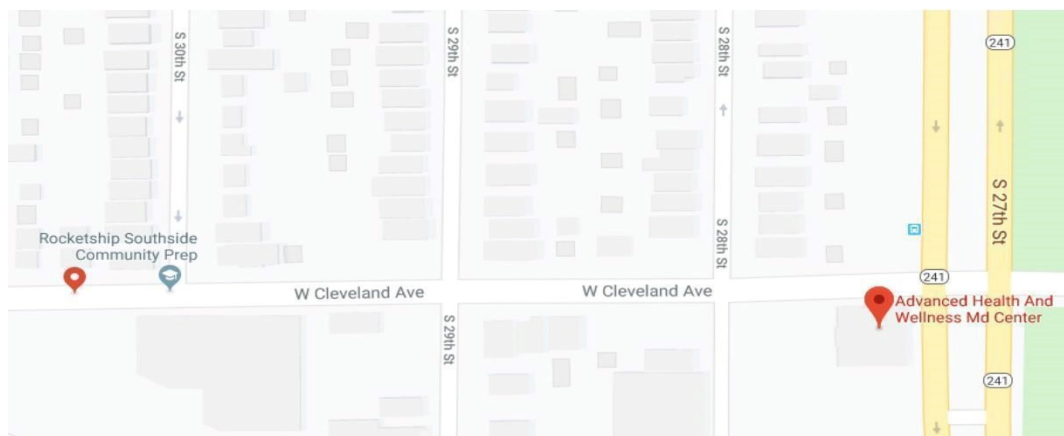 S 30th St
S 29th St
S 28th St
241
S 27th St
S 28th St
Rocketship Southside
Community Prep
241
W Cleveland Ave
W Cleveland Ave
Advanced Health And
Wellness Md Center
S 29th St
241